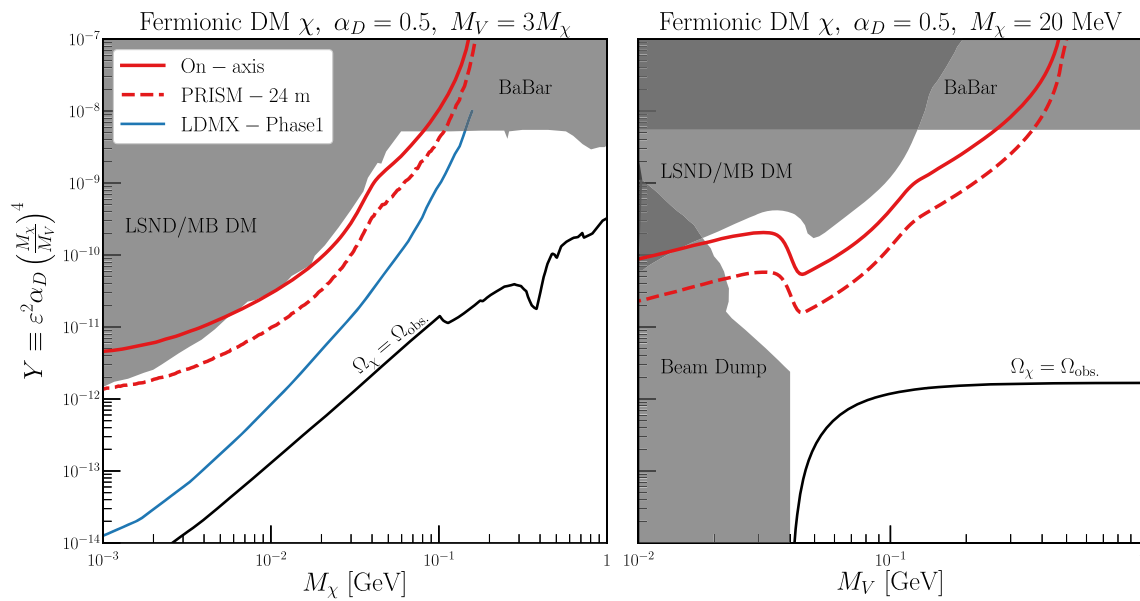 Fermionic DM χ, α_D = 0.5, M_V = 3M_χ
Fermionic DM χ, α_D = 0.5, M_χ = 20 MeV
Y ≡ ε²α_D (M_χ/M_V)⁴
10⁻⁷
10⁻⁸
10⁻⁹
10⁻¹⁰
10⁻¹¹
10⁻¹²
10⁻¹³
10⁻¹⁴
On − axis
PRISM − 24 m
LDMX − Phase1
BaBar
LSND/MB DM
Ω_χ = Ω_obs.
10⁻³
10⁻²
10⁻¹
1
M_χ [GeV]
BaBar
LSND/MB DM
Beam Dump
Ω_χ = Ω_obs.
10⁻²
10⁻¹
M_V [GeV]